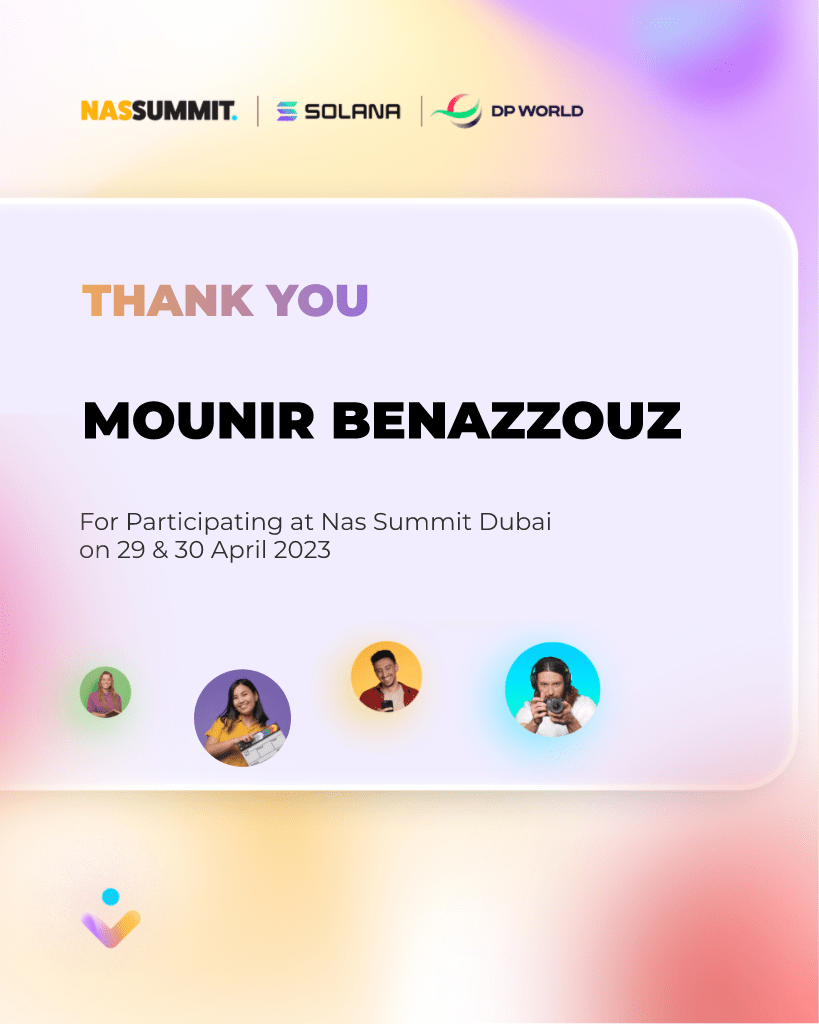 NASSUMMIT. | SOLANA | DP WORLD
THANK YOU
MOUNIR BENAZZOUZ
For Participating at Nas Summit Dubai
on 29 & 30 April 2023